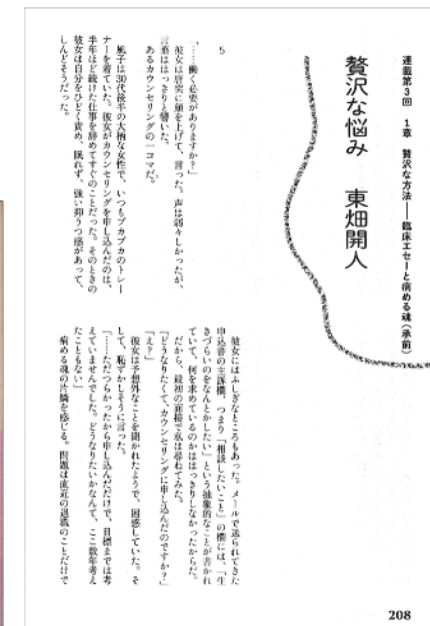 連載第3回　1章　贅沢な方法――臨床エセーと病める魂(承前)
贅沢な悩み　東畑開人
5
「……働く必要がありますか?」
彼女は唐突に顔を上げて、言った。声は弱々しかったが、
言葉ははっきりと響いた。
あるカウンセリングの一コマだ。
風子は30代後半の大柄な女性で、いつもブカブカのトレー
ナーを着ていた。彼女がカウンセリングを申し込んだのは、
半年ほど続けた仕事を辞めてすぐのことだった。そのときの
彼女は自分をひどく責め、眠れず、強い抑うつ感があって、
しんどそうだった。
彼女にはふしぎなところもあった。メールで送られてきた
申込書の主訴欄、つまり「相談したいこと」の欄には、「生
きづらいのをなんとかしたい」という抽象的なことが書かれ
ていて、何を求めているのかははっきりしなかったからだ。
だから、最初の面接で私は尋ねてみた。
「どうなりたくて、カウンセリングに申し込んだのですか?」
「え?」
彼女は予想外なことを聞かれたようで、困惑していた。そ
して、恥ずかしそうに言った。
「……ただつらかったから申し込んだだけで、目標までは考
えていませんでした。どうなりたいかなんて、ここ数年考え
たこともない」
病める魂の片鱗を感じる。問題は直近の退職のことだけで
208